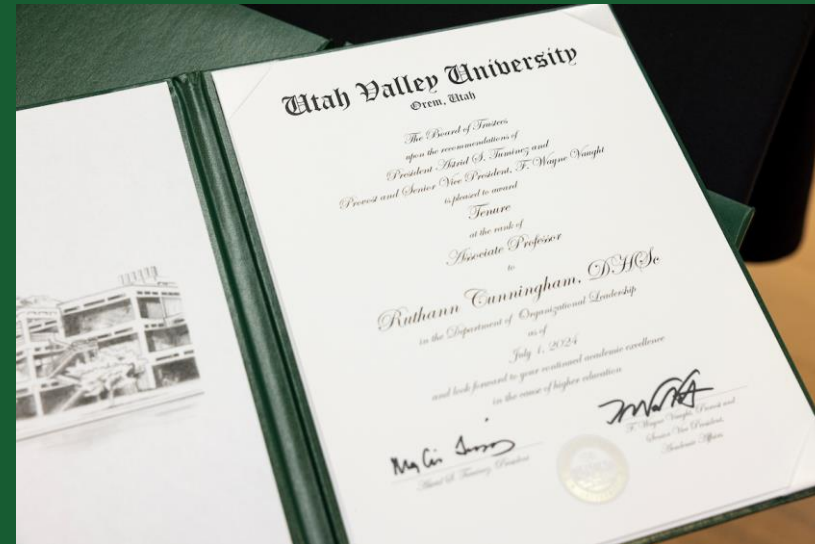 Utah Valley University
Orem, Utah
The Board of Trustees
upon the recommendations of
President Astrid S. Tuminez and
Provost and Senior Vice President, F. Wayne Vaught
is pleased to award
Tenure
at the rank of
Associate Professor
to
Ruthann Cunningham, DHSc
in the Department of Organizational Leadership
as of
July 1, 2024
and look forward to your continued academic excellence
in the cause of higher education
Astrid S. Tuminez, President
F. Wayne Vaught, Provost and
Senior Vice President,
Academic Affairs